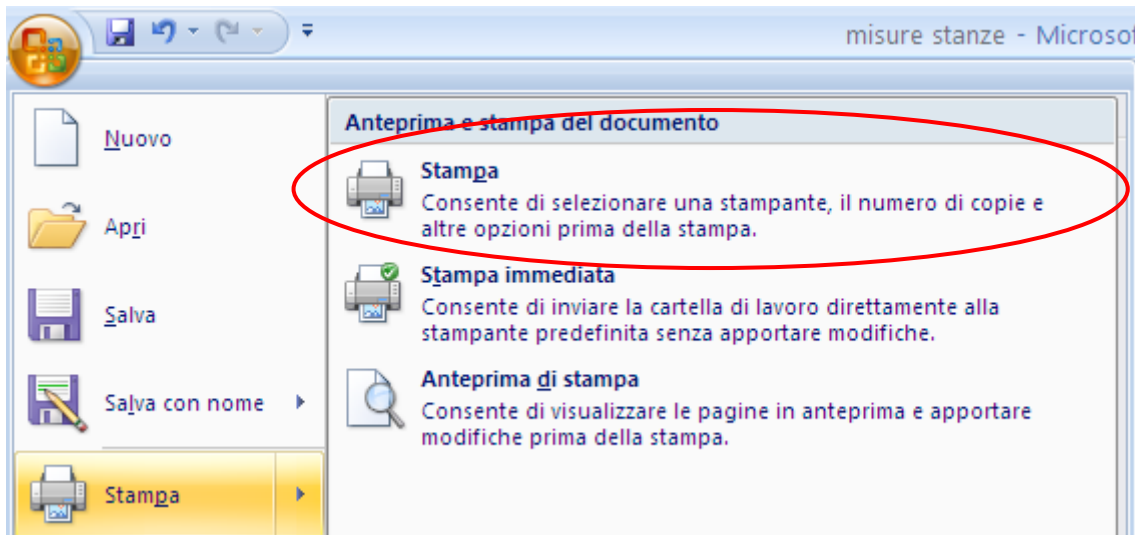 misure stanze - Microsof
Nuovo
Apri
Salva
Salva con nome
Stampa
Anteprima e stampa del documento
Stampa
Consente di selezionare una stampante, il numero di copie e
altre opzioni prima della stampa.
Stampa immediata
Consente di inviare la cartella di lavoro direttamente alla
stampante predefinita senza apportare modifiche.
Anteprima di stampa
Consente di visualizzare le pagine in anteprima e apportare
modifiche prima della stampa.